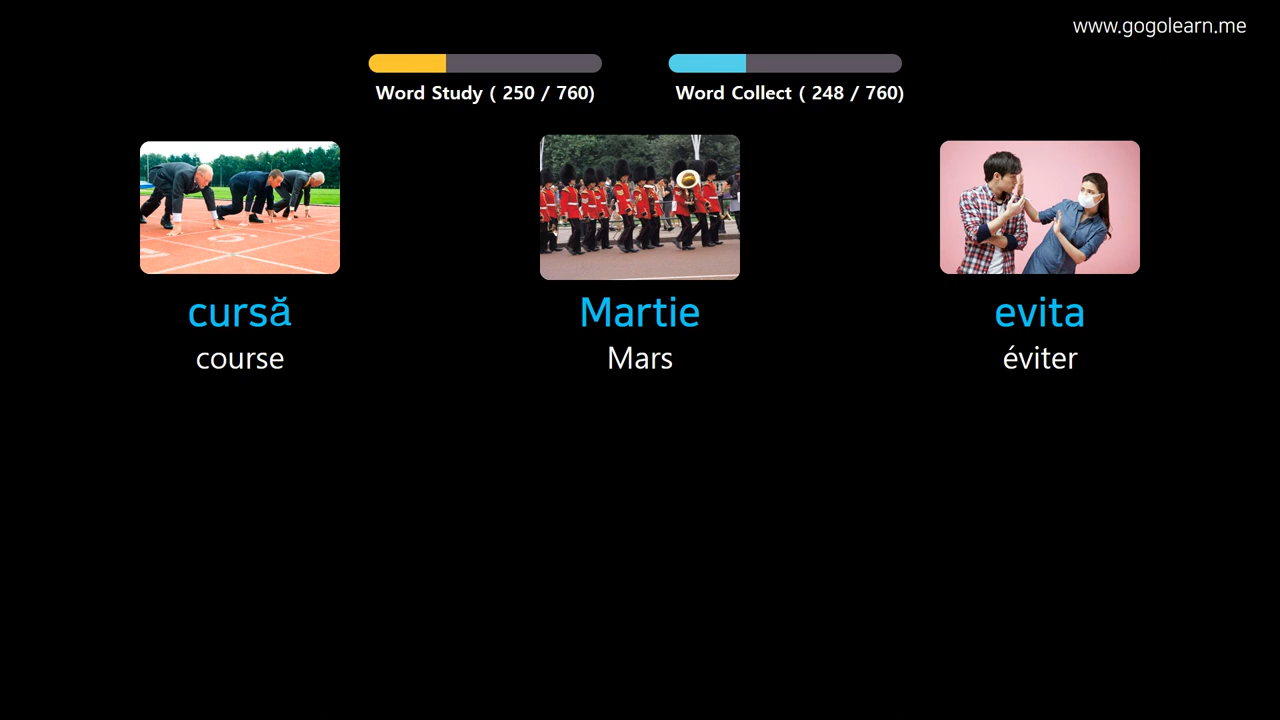 www.gogolearn.me
Word Study ( 250 / 760)
Word Collect ( 248 / 760)
cursă
Martie
evita
course
Mars
éviter